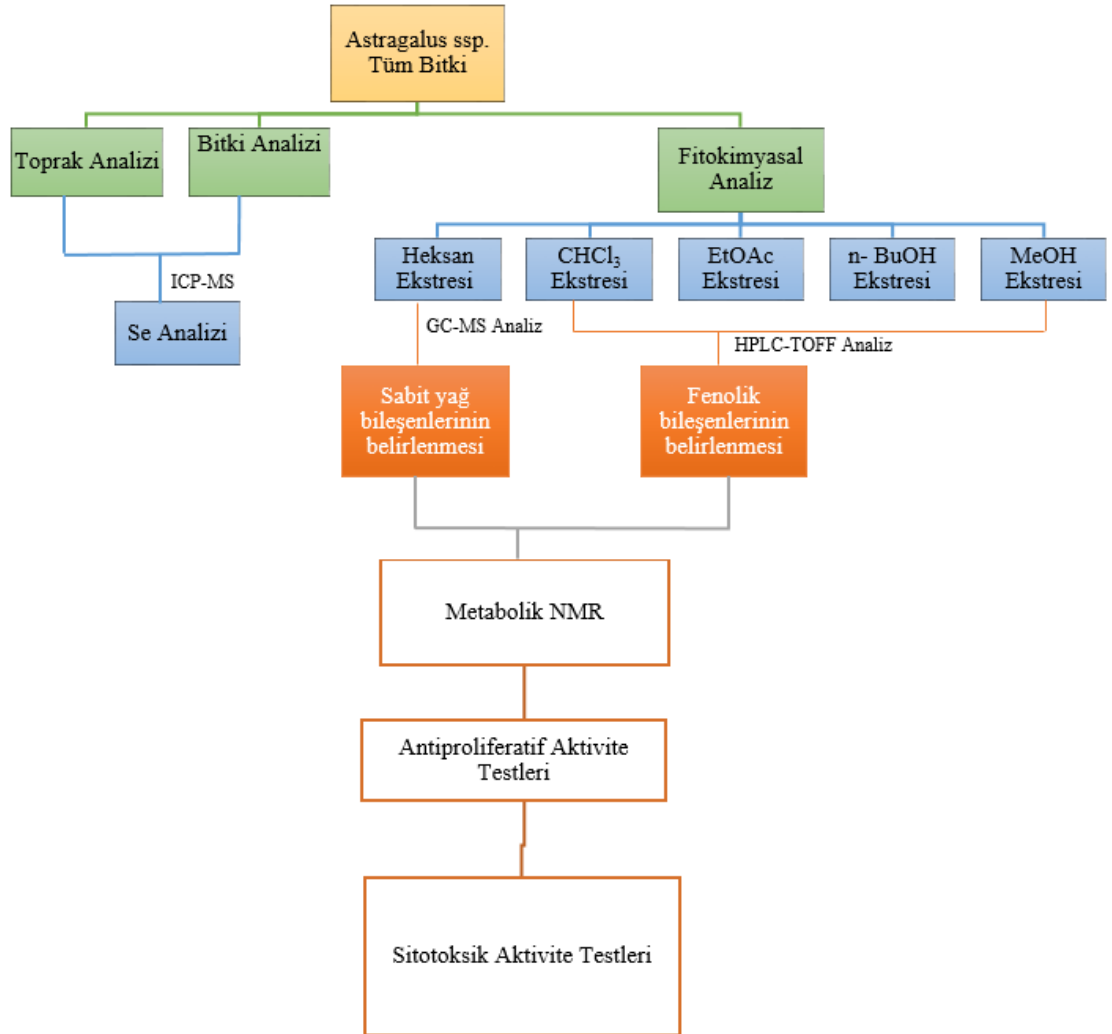 Astragalus ssp.
Tüm Bitki
Toprak Analizi
Bitki Analizi
Fitokimyasal
Analiz
Heksan
Ekstresi
CHCl₃
Ekstresi
EtOAc
Ekstresi
n- BuOH
Ekstresi
MeOH
Ekstresi
ICP-MS
Se Analizi
GC-MS Analiz
HPLC-TOFF Analiz
Sabit yağ
bileşenlerinin
belirlenmesi
Fenolik
bileşenlerinin
belirlenmesi
Metabolik NMR
Antiproliferatif Aktivite
Testleri
Sitotoksik Aktivite Testleri